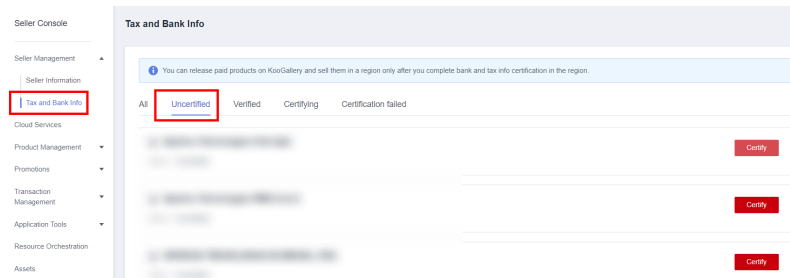 Seller Console
Tax and Bank Info
Seller Management
Seller Information
Tax and Bank Info
Cloud Services
Product Management
Promotions
Transaction
Management
Application Tools
Resource Orchestration
Assets
You can release paid products on KooGallery and sell them in a region only after you complete bank and tax info certification in the region.
All Uncertified Verified Certifying Certification failed
Certify
Certify
Certify